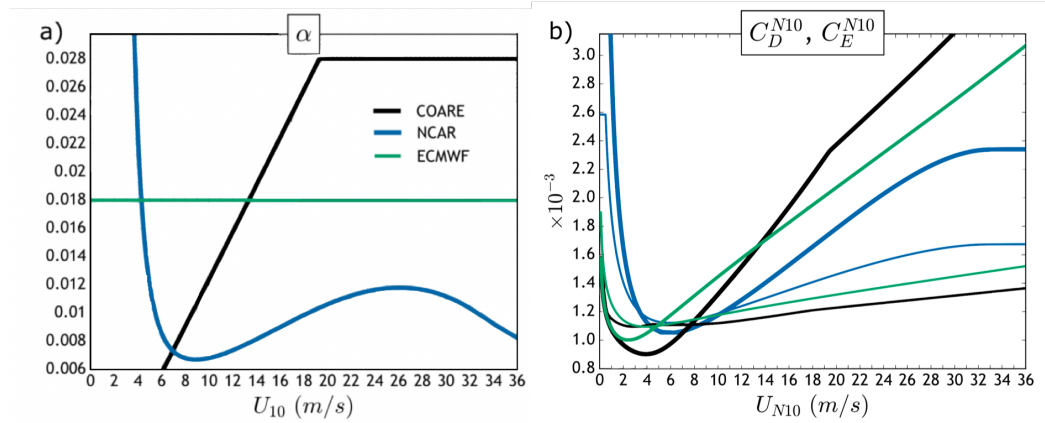 a)
α
0.028
0.026
0.024
0.022
0.02
0.018
0.016
0.014
0.012
0.01
0.008
0.006
COARE
NCAR
ECMWF
0 2 4 6 8 10 12 14 16 18 20 22 24 26 28 30 32 34 36
U_{10} (m/s)
b)
C_D^{N10}, C_E^{N10}
×10^{-3}
3.0
2.8
2.6
2.4
2.2
2.0
1.8
1.6
1.4
1.2
1.0
0.8
0 2 4 6 8 10 12 14 16 18 20 22 24 26 28 30 32 34 36
U_{N10} (m/s)